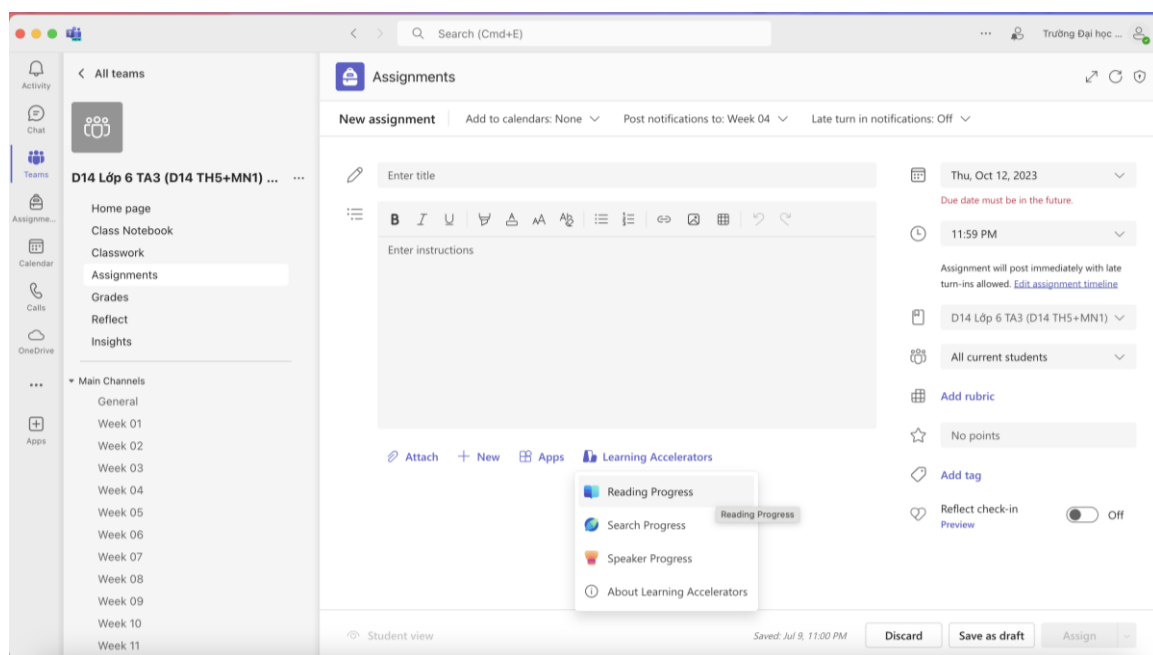 Search (Cmd+E)
Trường Đại học ...
Activity
Chat
Teams
Assignme...
Calendar
Calls
OneDrive
Apps
All teams
D14 Lớp 6 TA3 (D14 TH5+MN1) ...
Home page
Class Notebook
Classwork
Assignments
Grades
Reflect
Insights
Main Channels
General
Week 01
Week 02
Week 03
Week 04
Week 05
Week 06
Week 07
Week 08
Week 09
Week 10
Week 11
Assignments
New assignment Add to calendars: None Post notifications to: Week 04 Late turn in notifications: Off
Enter title
B I U
Enter instructions
Attach New Apps Learning Accelerators
Reading Progress
Reading Progress
Search Progress
Speaker Progress
About Learning Accelerators
Thu, Oct 12, 2023
Due date must be in the future.
11:59 PM
Assignment will post immediately with late
turn-ins allowed. Edit assignment timeline
D14 Lớp 6 TA3 (D14 TH5+MN1)
All current students
Add rubric
No points
Add tag
Reflect check-in
Preview
Off
Student view
Saved: Jul 9, 11:00 PM
Discard
Save as draft
Assign